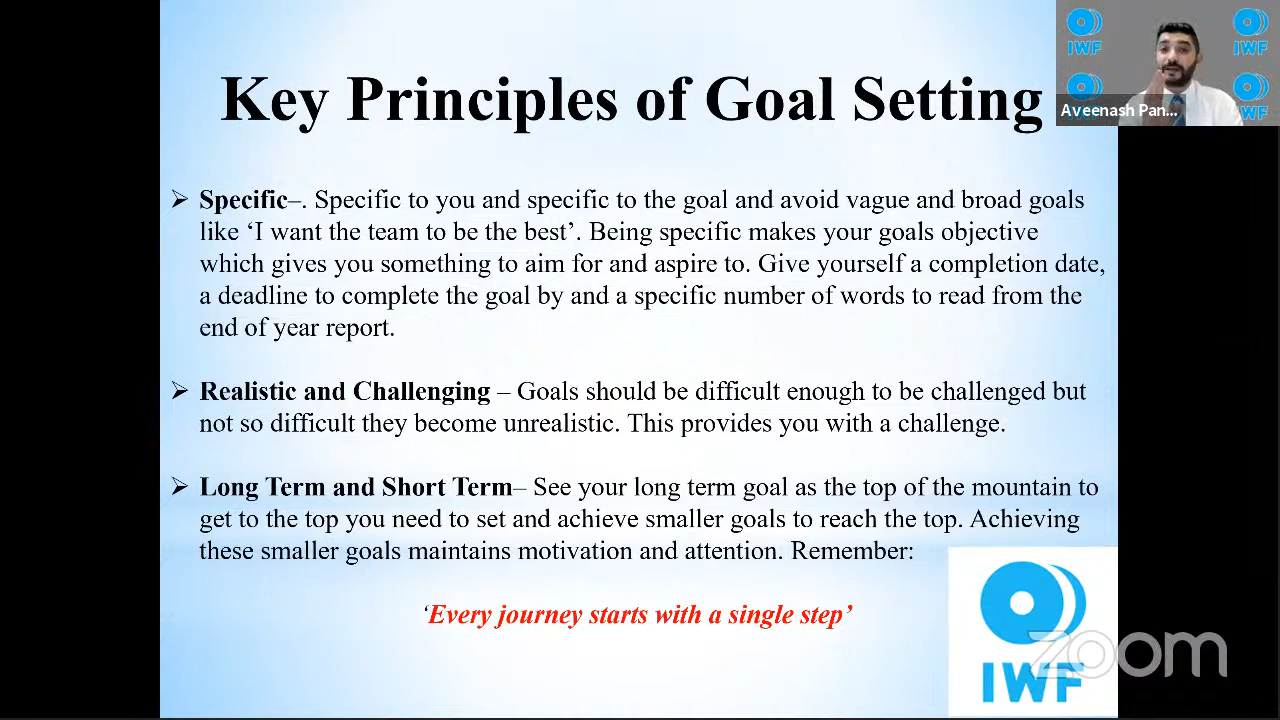 Key Principles of Goal Setting
IWF
IWF
IWF
WF
Aveenash Pan...
➢ Specific–. Specific to you and specific to the goal and avoid vague and broad goals
like ‘I want the team to be the best’. Being specific makes your goals objective
which gives you something to aim for and aspire to. Give yourself a completion date,
a deadline to complete the goal by and a specific number of words to read from the
end of year report.
➢ Realistic and Challenging – Goals should be difficult enough to be challenged but
not so difficult they become unrealistic. This provides you with a challenge.
➢ Long Term and Short Term– See your long term goal as the top of the mountain to
get to the top you need to set and achieve smaller goals to reach the top. Achieving
these smaller goals maintains motivation and attention. Remember:
‘Every journey starts with a single step’
zoom
IWF